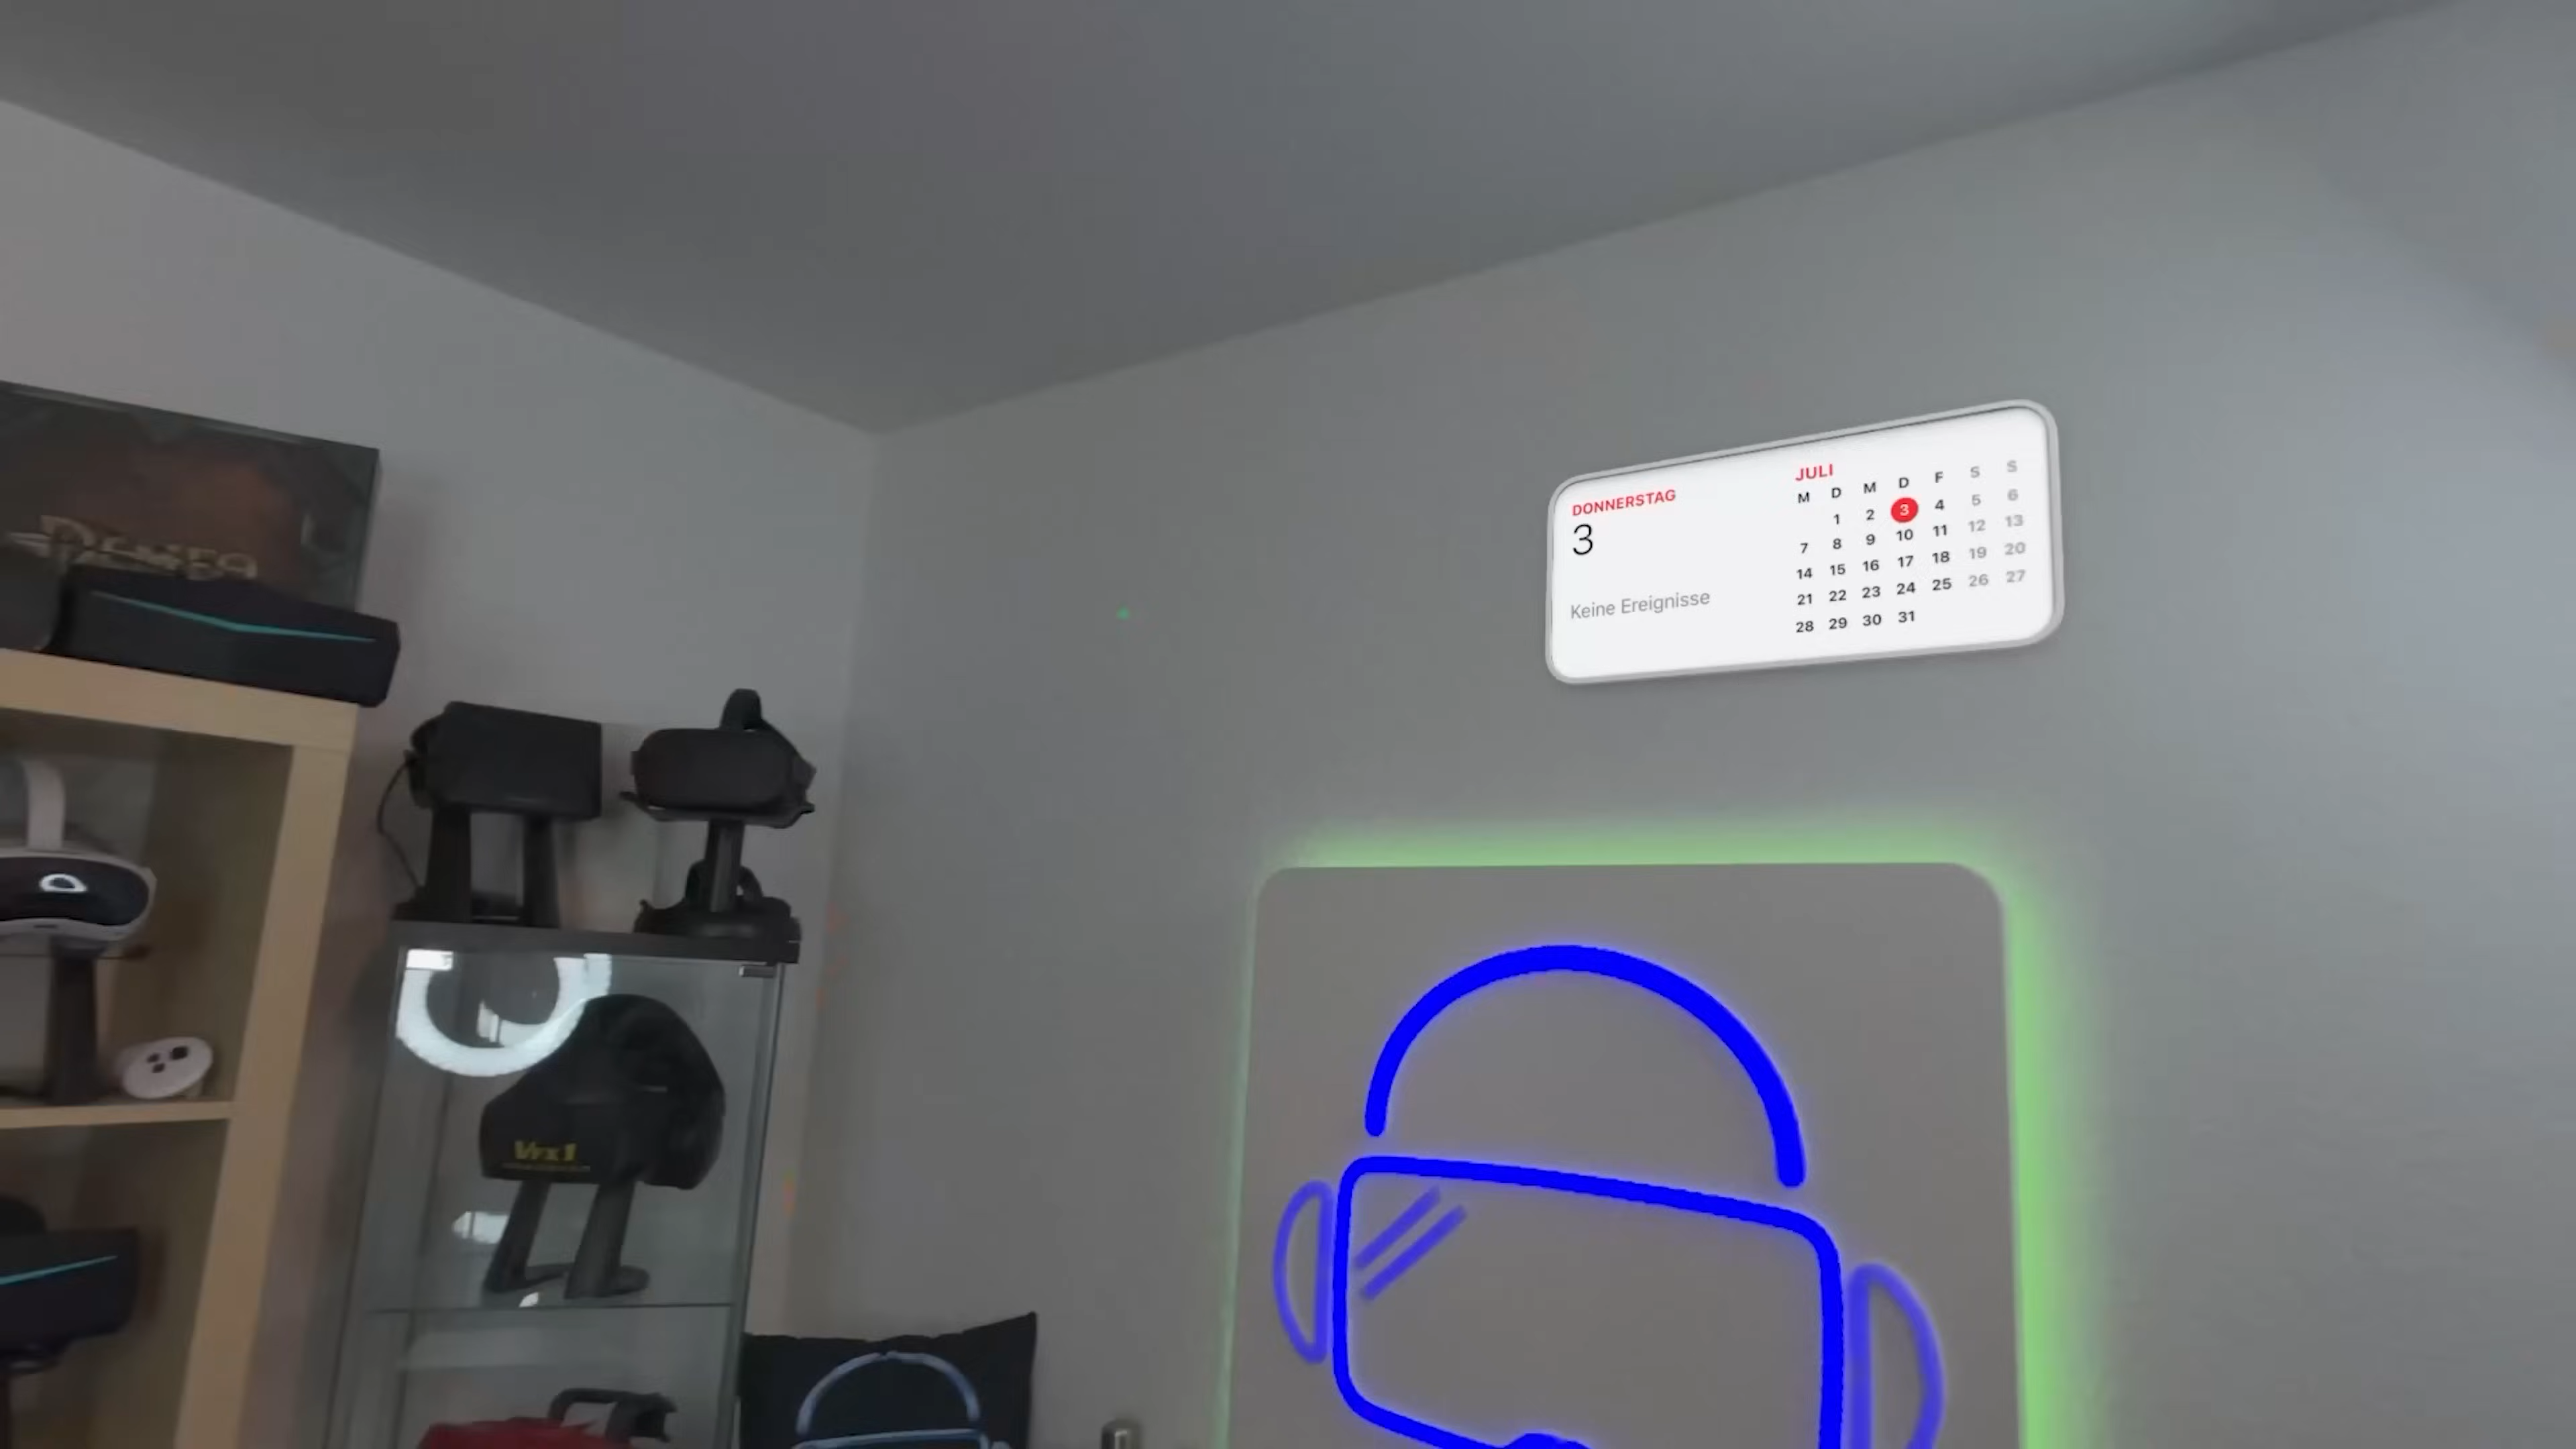 DONNERSTAG
3
Keine Ereignisse
JULI
M D M D F S S
1 2 3 4 5 6
7 8 9 10 11 12 13
14 15 16 17 18 19 20
21 22 23 24 25 26 27
28 29 30 31
VFX1